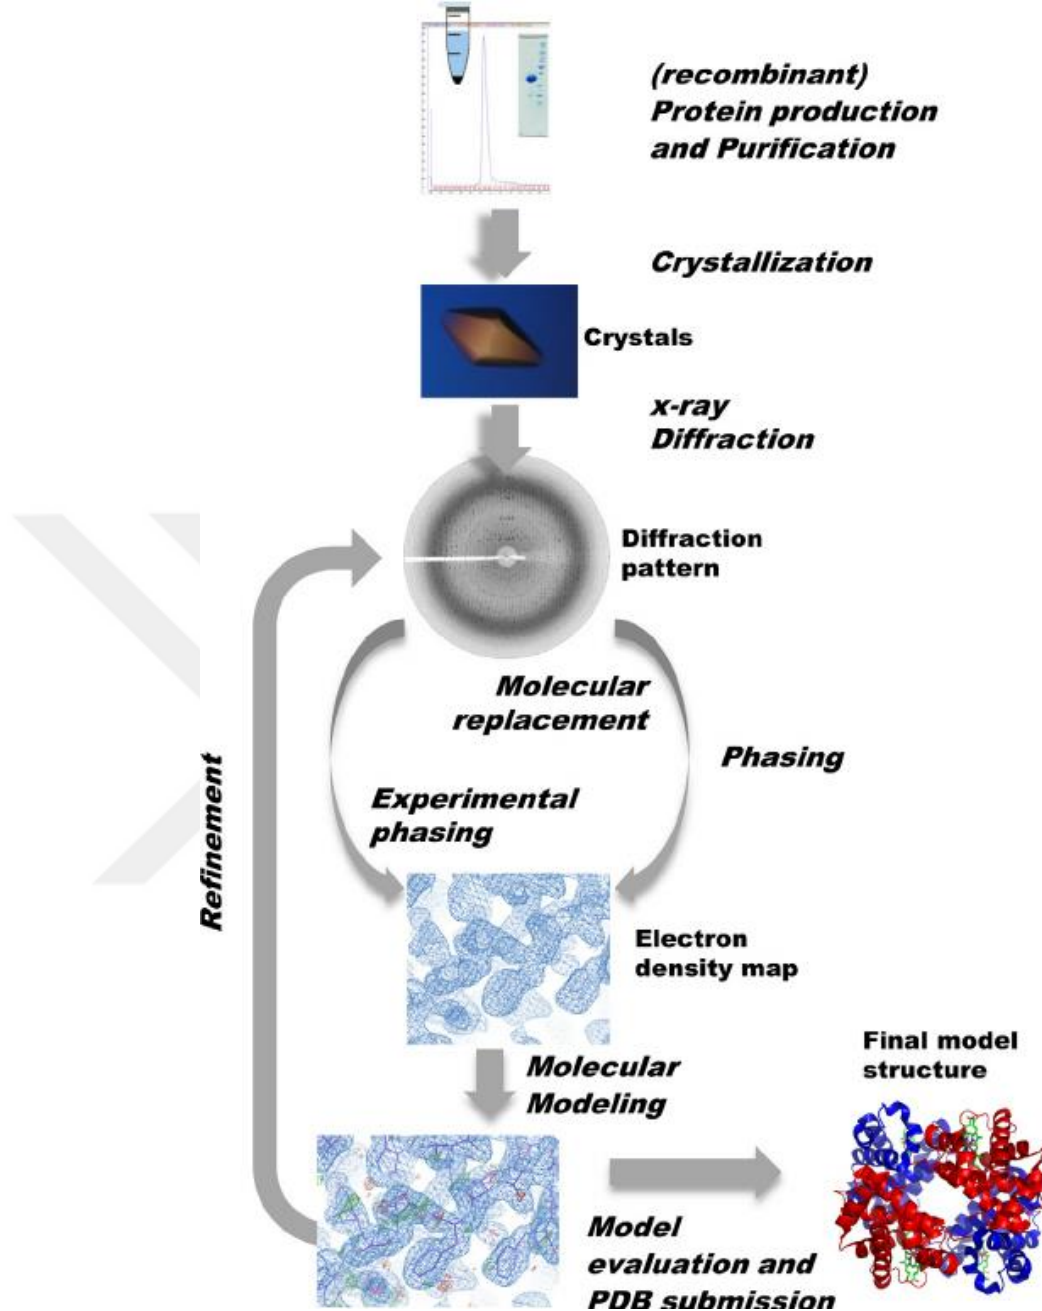 (recombinant)
Protein production
and Purification
Crystallization
Crystals
x-ray
Diffraction
Diffraction
pattern
Molecular
replacement
Phasing
Experimental
phasing
Refinement
Electron
density map
Molecular
Modeling
Final model
structure
Model
evaluation and
PDB submission